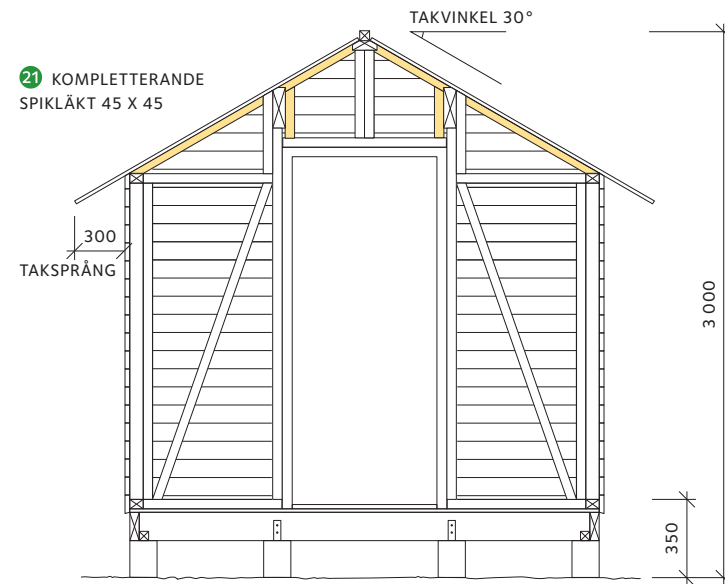 TAKVINKEL 30°
21 KOMPLETTERANDE
SPIKLÄKT 45 X 45
300
TAKSPRÅNG
3 000
350